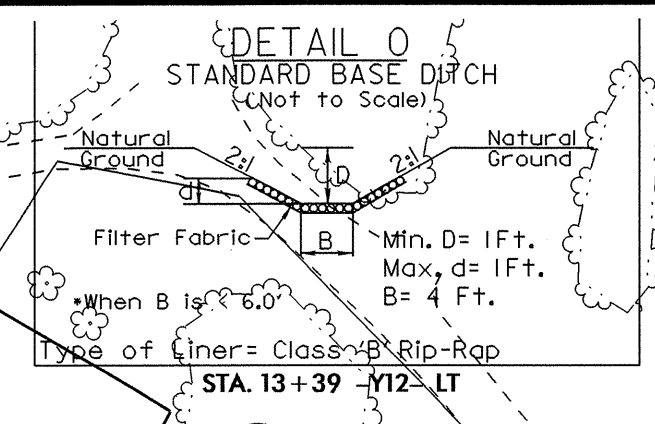 DETAIL O
STANDARD BASE DITCH
(Not to Scale)
Natural Ground
2:1
D
2:1
Natural Ground
d
Filter Fabric
B
Min. D= 1Ft.
Max. d= 1Ft.
B= 4 Ft.
*When B is < 6.0'
Type of Liner= Class 'B' Rip-Rap
STA. 13+39 -Y12- LT